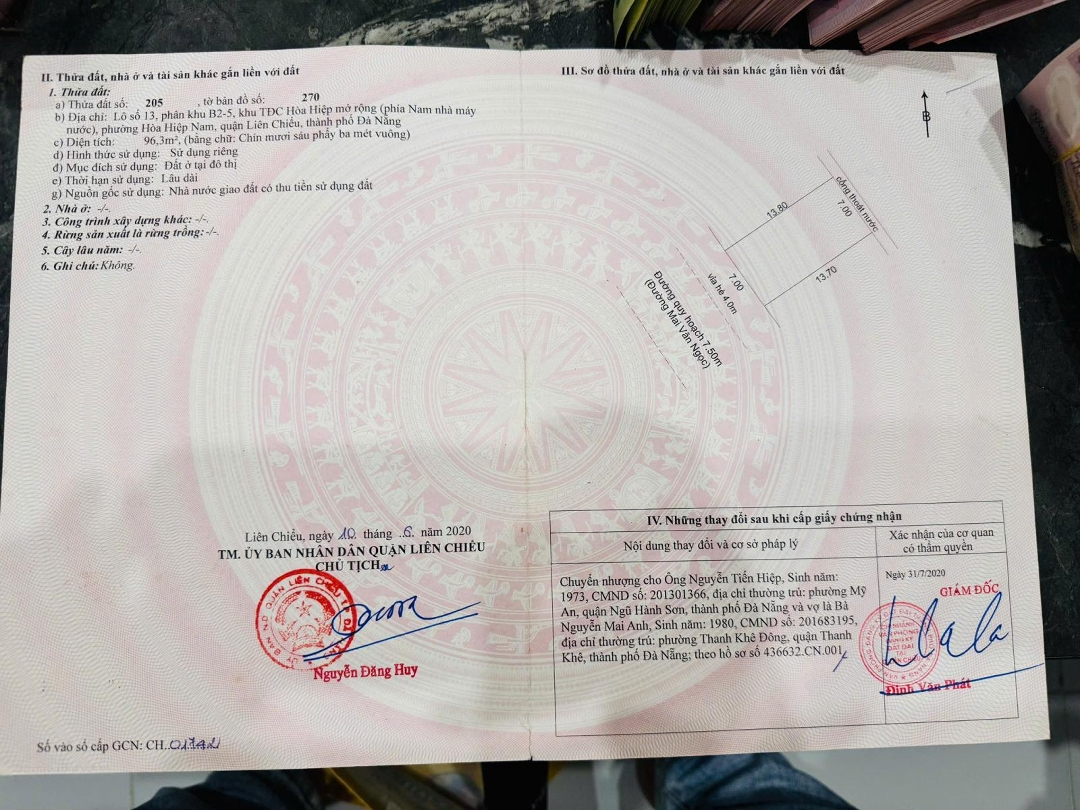 II. Thửa đất, nhà ở và tài sản khác gắn liền với đất
1. Thửa đất:
a) Thửa đất số: 205 , tờ bản đồ số: 270
b) Địa chỉ: Lô số 13, phân khu B2-5, khu TĐC Hòa Hiệp mở rộng (phía Nam nhà máy
nước), phường Hòa Hiệp Nam, quận Liên Chiểu, thành phố Đà Nẵng
c) Diện tích: 96,3m², (bằng chữ: Chín mươi sáu phẩy ba mét vuông)
d) Hình thức sử dụng: Sử dụng riêng
đ) Mục đích sử dụng: Đất ở tại đô thị
e) Thời hạn sử dụng: Lâu dài
g) Nguồn gốc sử dụng: Nhà nước giao đất có thu tiền sử dụng đất
2. Nhà ở: -/-.
3. Công trình xây dựng khác: -/-.
4. Rừng sản xuất là rừng trồng: -/-.
5. Cây lâu năm: -/-.
6. Ghi chú: Không.
III. Sơ đồ thửa đất, nhà ở và tài sản khác gắn liền với đất
B
cống thoát nước
7.00
13.80
13.70
7.00
vỉa hè 4.0m
Đường quy hoạch 7.50m
(Đường Mai Văn Ngọc)
Liên Chiểu, ngày 10 tháng 6 năm 2020
TM. ỦY BAN NHÂN DÂN QUẬN LIÊN CHIỂU
CHỦ TỊCH
Nguyễn Đăng Huy
Số vào sổ cấp GCN: CH..01742
IV. Những thay đổi sau khi cấp giấy chứng nhận
Nội dung thay đổi và cơ sở pháp lý
Xác nhận của cơ quan
có thẩm quyền
Chuyển nhượng cho Ông Nguyễn Tiến Hiệp, Sinh năm:
1973, CMND số: 201301366, địa chỉ thường trú: phường Mỹ
An, quận Ngũ Hành Sơn, thành phố Đà Nẵng và vợ là Bà
Nguyễn Mai Anh, Sinh năm: 1980, CMND số: 201683195,
địa chỉ thường trú: phường Thanh Khê Đông, quận Thanh
Khê, thành phố Đà Nẵng; theo hồ sơ số 436632.CN.001
Ngày 31/7/2020
GIÁM ĐỐC
Đinh Văn Phát